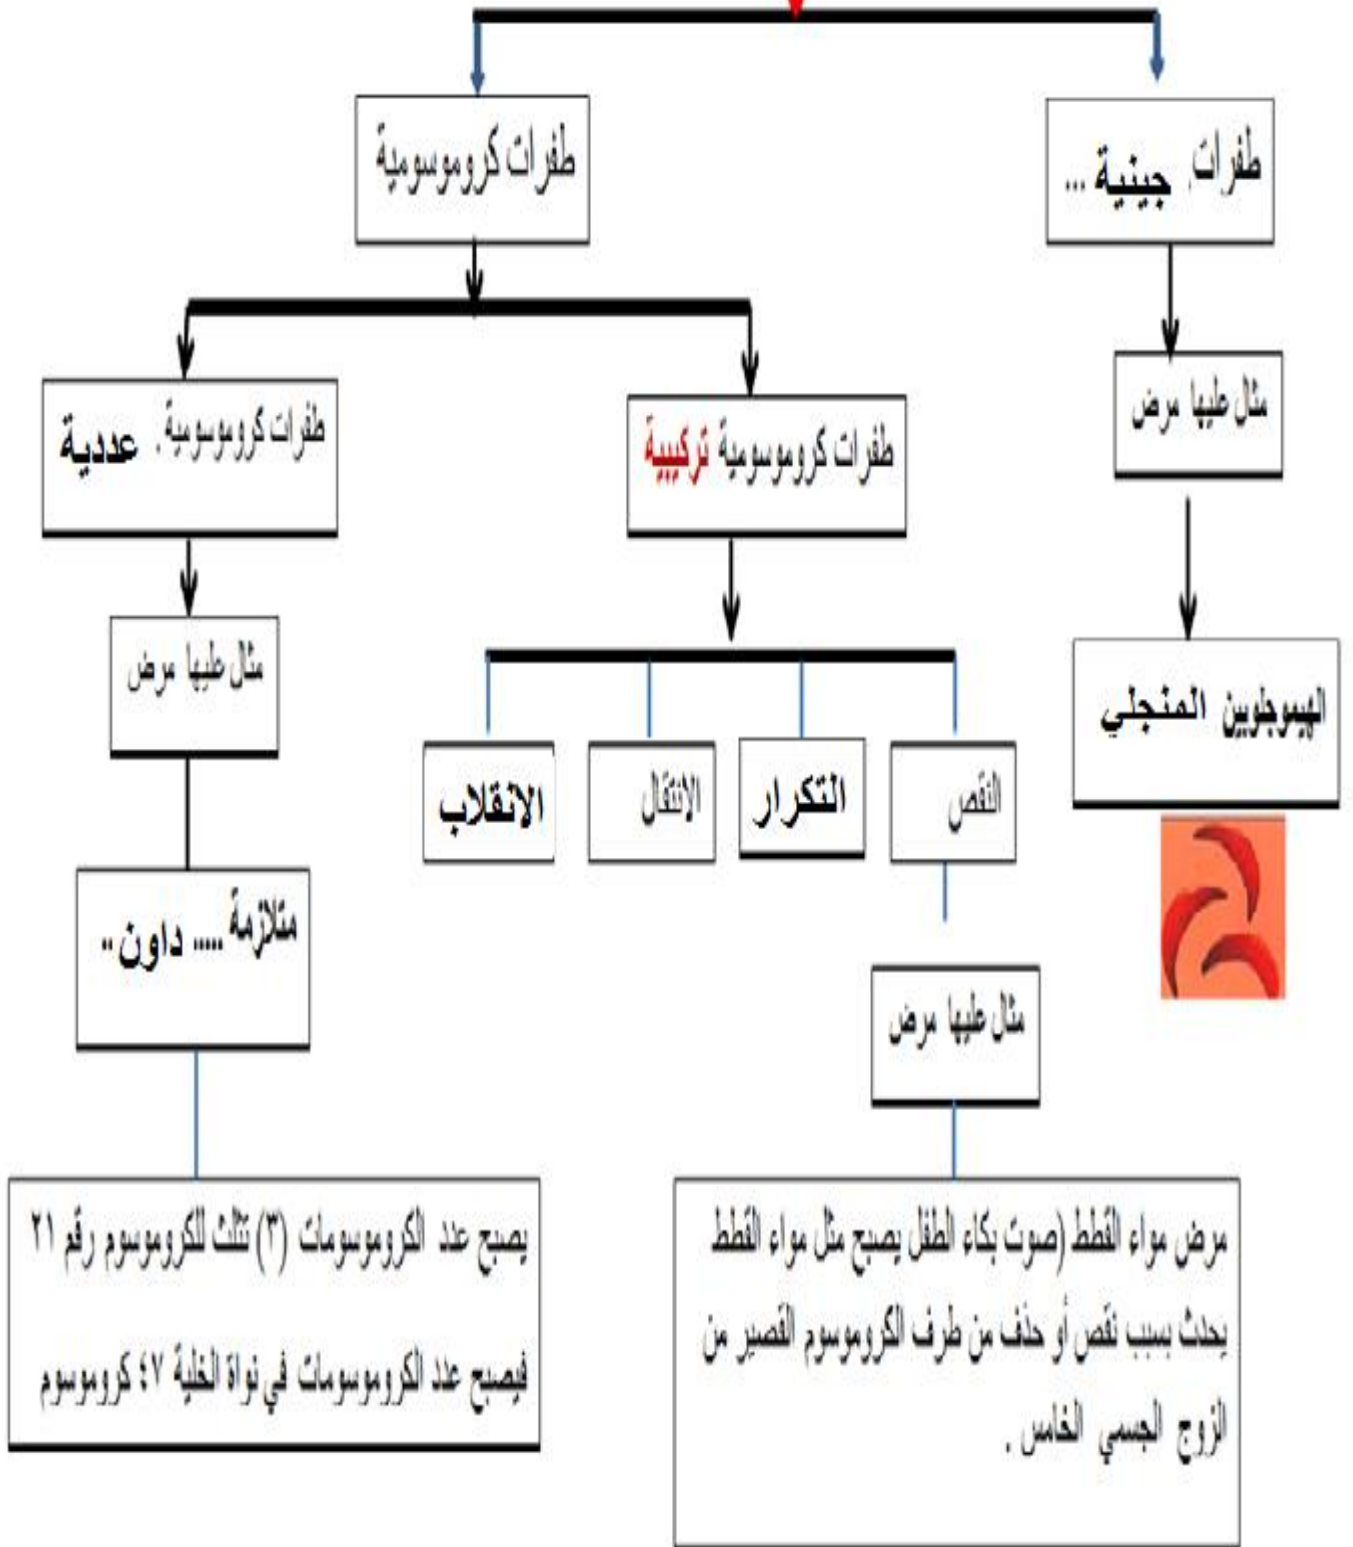 طفرات جينية ...
طفرات كروموسومية
مثال عليها مرض
طفرات كروموسومية تركيبية
طفرات كروموسومية. عددية
الهيموجلوبين المنجلي
مثال عليها مرض
النقص
التكرار
الانتقال
الانقلاب
متلازمة ..... داون ..
مثال عليها مرض
مرض مواء القطط (صوت بكاء الطفل يصبح مثل مواء القطط
يحدث بسبب نقص أو حذف من طرف الكروموسوم القصير من
الزوج الجسمي الخامس .
يصبح عدد الكروموسومات (٣) تثلث للكروموسوم رقم ٢١
فيصبح عدد الكروموسومات في نواة الخلية ٤٧ كروموسوم